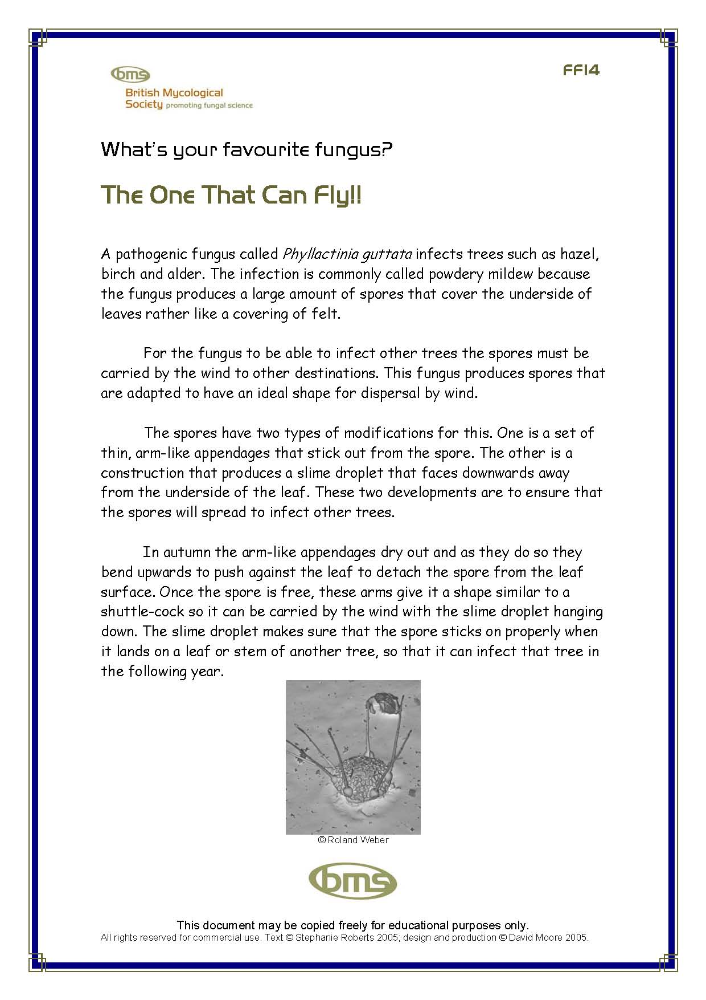 bms
FF14
British Mycological
Society promoting fungal science
What's your favourite fungus?
The One That Can Fly!!
A pathogenic fungus called Phyllactinia guttata infects trees such as hazel,
birch and alder. The infection is commonly called powdery mildew because
the fungus produces a large amount of spores that cover the underside of
leaves rather like a covering of felt.
For the fungus to be able to infect other trees the spores must be
carried by the wind to other destinations. This fungus produces spores that
are adapted to have an ideal shape for dispersal by wind.
The spores have two types of modifications for this. One is a set of
thin, arm-like appendages that stick out from the spore. The other is a
construction that produces a slime droplet that faces downwards away
from the underside of the leaf. These two developments are to ensure that
the spores will spread to infect other trees.
In autumn the arm-like appendages dry out and as they do so they
bend upwards to push against the leaf to detach the spore from the leaf
surface. Once the spore is free, these arms give it a shape similar to a
shuttle-cock so it can be carried by the wind with the slime droplet hanging
down. The slime droplet makes sure that the spore sticks on properly when
it lands on a leaf or stem of another tree, so that it can infect that tree in
the following year.
© Roland Weber
bms
This document may be copied freely for educational purposes only.
All rights reserved for commercial use. Text © Stephanie Roberts 2005; design and production © David Moore 2005.